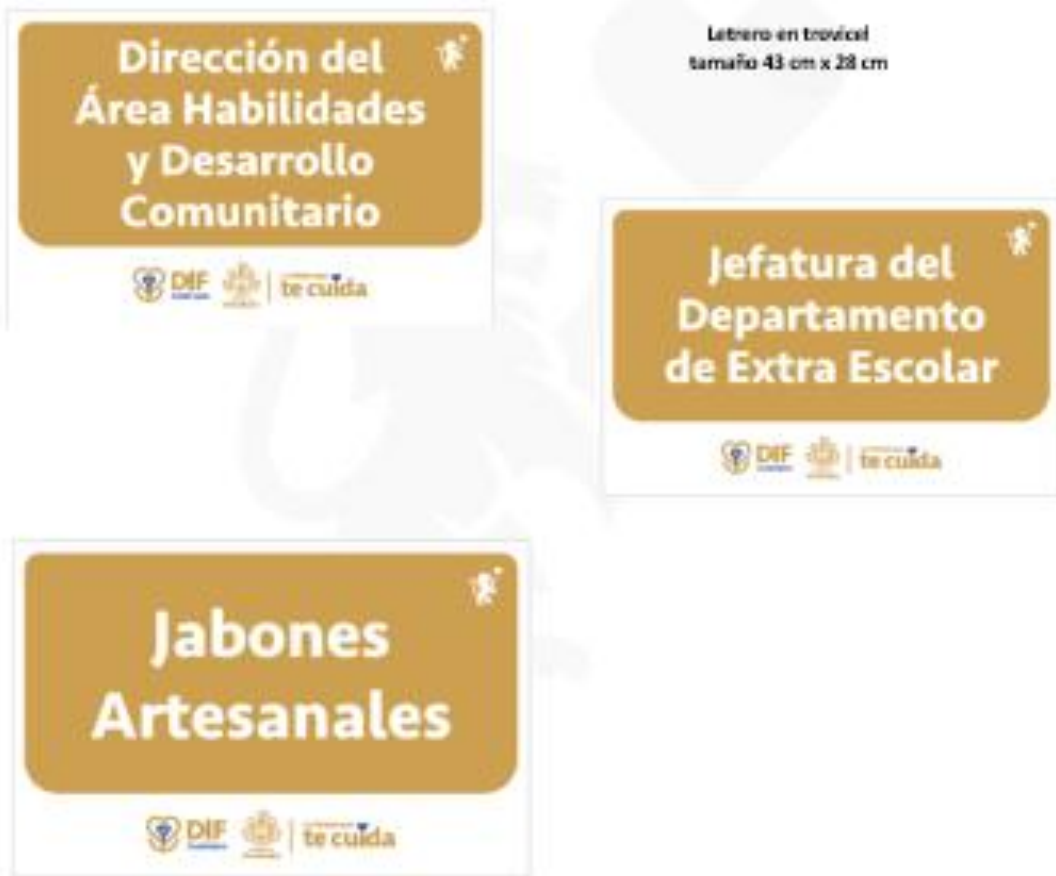 Dirección del
Área Habilidades
y Desarrollo
Comunitario
DIF
te cuida
Letrero en trovicel
tamaño 43 cm x 28 cm
Jefatura del
Departamento
de Extra Escolar
DIF
te cuida
Jabones
Artesanales
DIF
te cuida